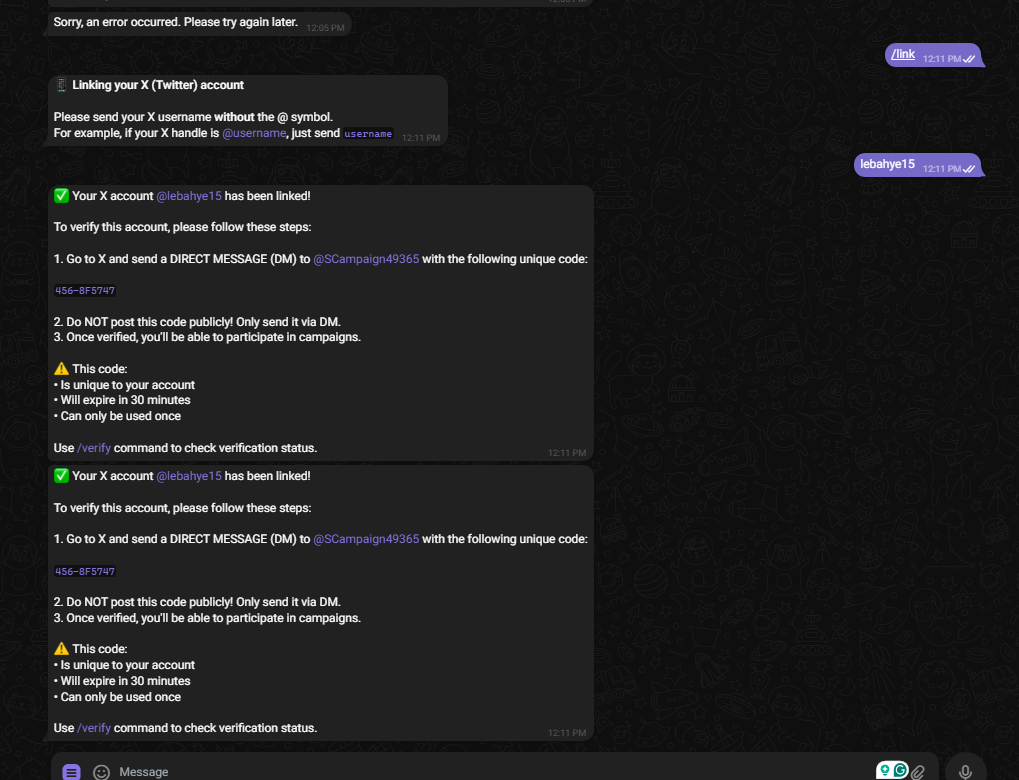 Sorry, an error occurred. Please try again later. 12:05 PM
/link 12:11 PM
📱 Linking your X (Twitter) account
Please send your X username without the @ symbol.
For example, if your X handle is @username, just send username 12:11 PM
lebahye15 12:11 PM
✅ Your X account @lebahye15 has been linked!
To verify this account, please follow these steps:
1. Go to X and send a DIRECT MESSAGE (DM) to @SCampaign49365 with the following unique code:
456-8F5747
2. Do NOT post this code publicly! Only send it via DM.
3. Once verified, you'll be able to participate in campaigns.
⚠️ This code:
• Is unique to your account
• Will expire in 30 minutes
• Can only be used once
Use /verify command to check verification status. 12:11 PM
✅ Your X account @lebahye15 has been linked!
To verify this account, please follow these steps:
1. Go to X and send a DIRECT MESSAGE (DM) to @SCampaign49365 with the following unique code:
456-8F5747
2. Do NOT post this code publicly! Only send it via DM.
3. Once verified, you'll be able to participate in campaigns.
⚠️ This code:
• Is unique to your account
• Will expire in 30 minutes
• Can only be used once
Use /verify command to check verification status. 12:11 PM
Message